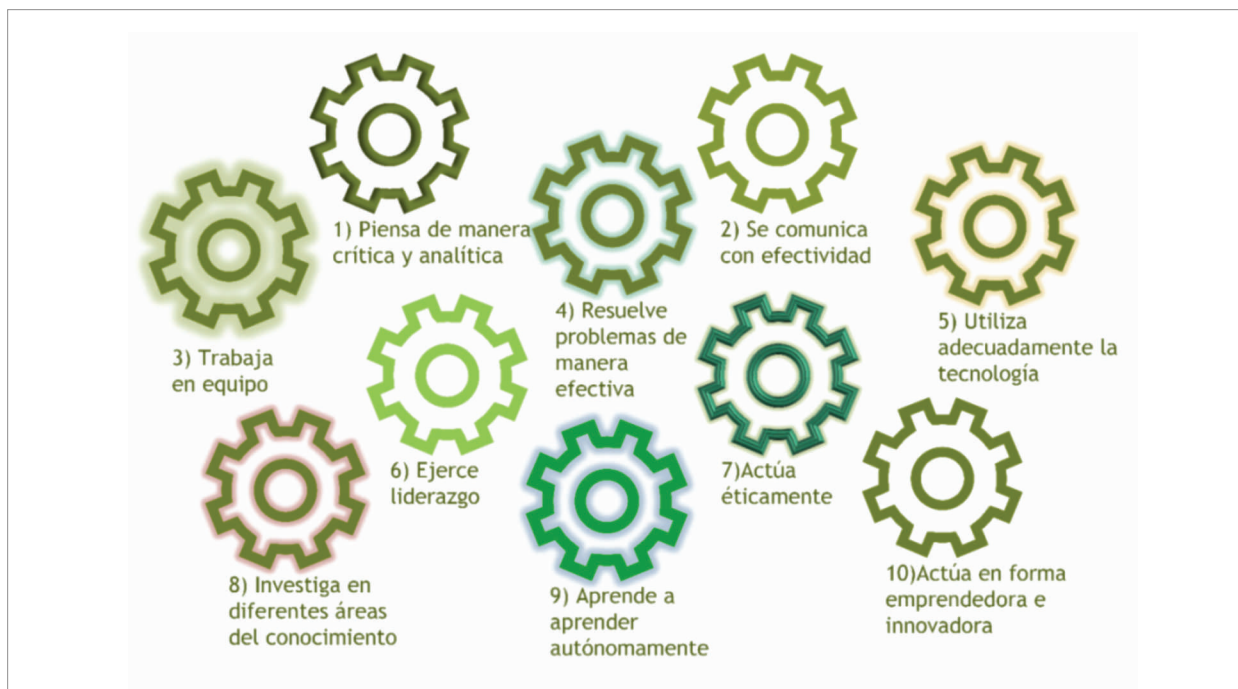 1) Piensa de manera
crítica y analítica
2) Se comunica
con efectividad
3) Trabaja
en equipo
4) Resuelve
problemas de
manera
efectiva
5) Utiliza
adecuadamente la
tecnología
6) Ejerce
liderazgo
7)Actúa
éticamente
8) Investiga en
diferentes áreas
del conocimiento
9) Aprende a
aprender
autónomamente
10)Actúa en forma
emprendedora e
innovadora